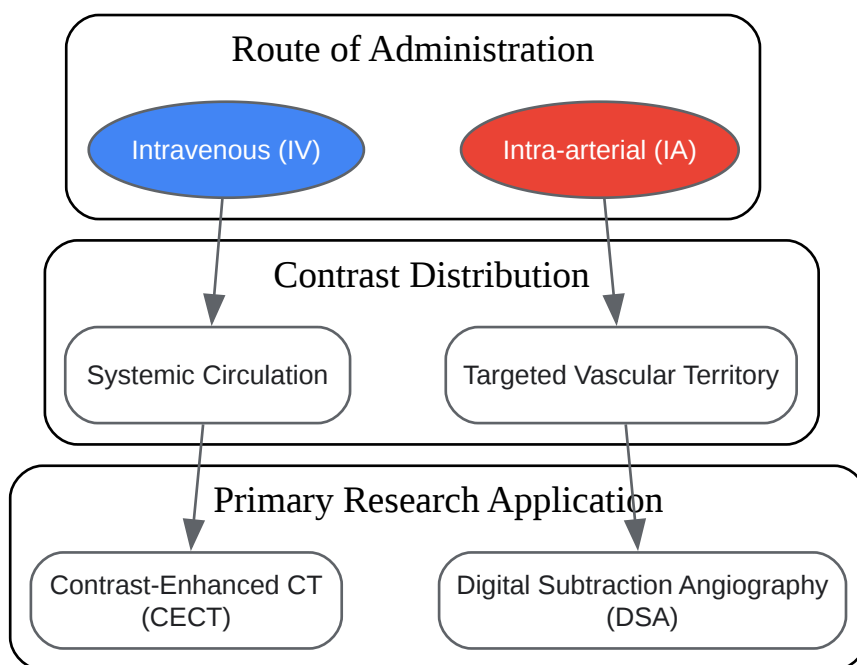 Route of Administration
Intravenous (IV)
Intra-arterial (IA)
Contrast Distribution
Systemic Circulation
Targeted Vascular Territory
Primary Research Application
Contrast-Enhanced CT
(CECT)
Digital Subtraction Angiography
(DSA)